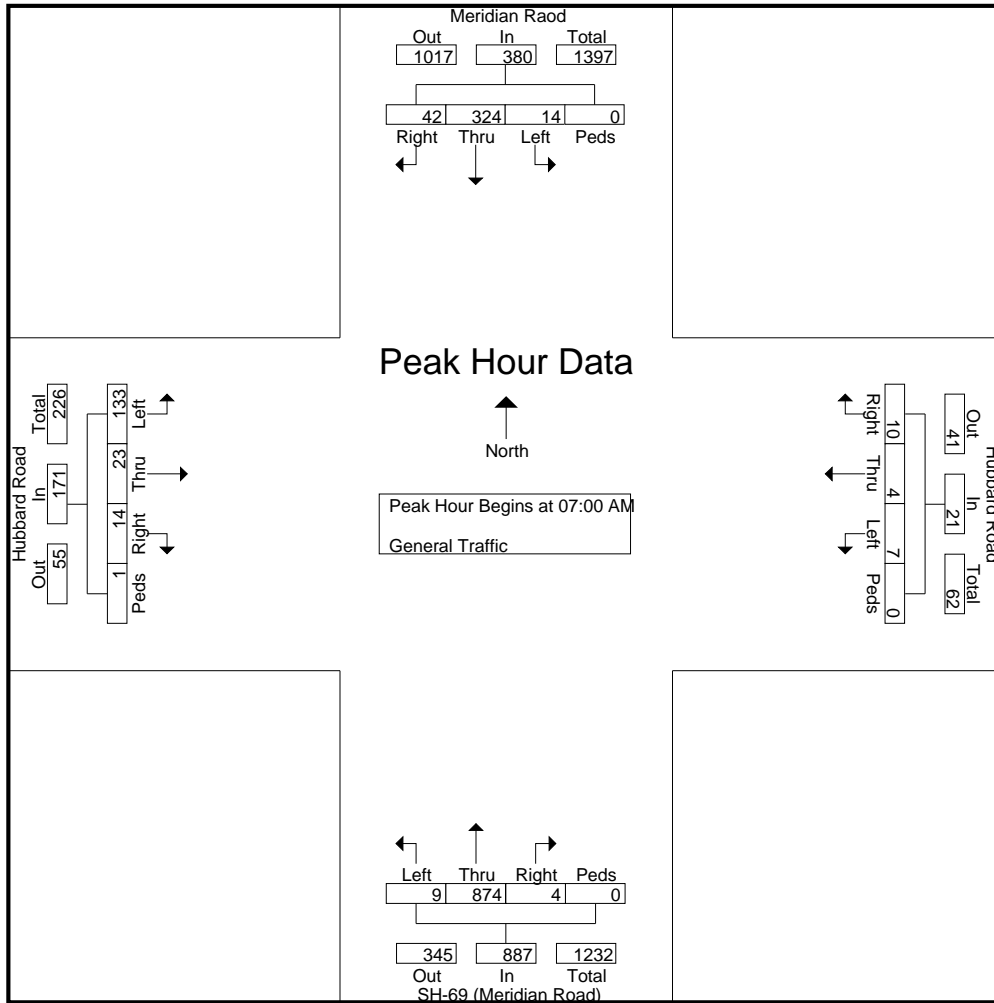 Meridian Raod
Out In Total
1017 380 1397
42 324 14 0
Right Thru Left Peds
Peak Hour Data
North
Peak Hour Begins at 07:00 AM
General Traffic
Hubbard Road
Out In Total
55 171 226
Left Thru Right Peds
133 23 14 1
Hubbard Road
Out In Total
41 21 62
Right Thru Left Peds
10 4 7 0
Left Thru Right Peds
9 874 4 0
345 887 1232
Out In Total
SH-69 (Meridian Road)